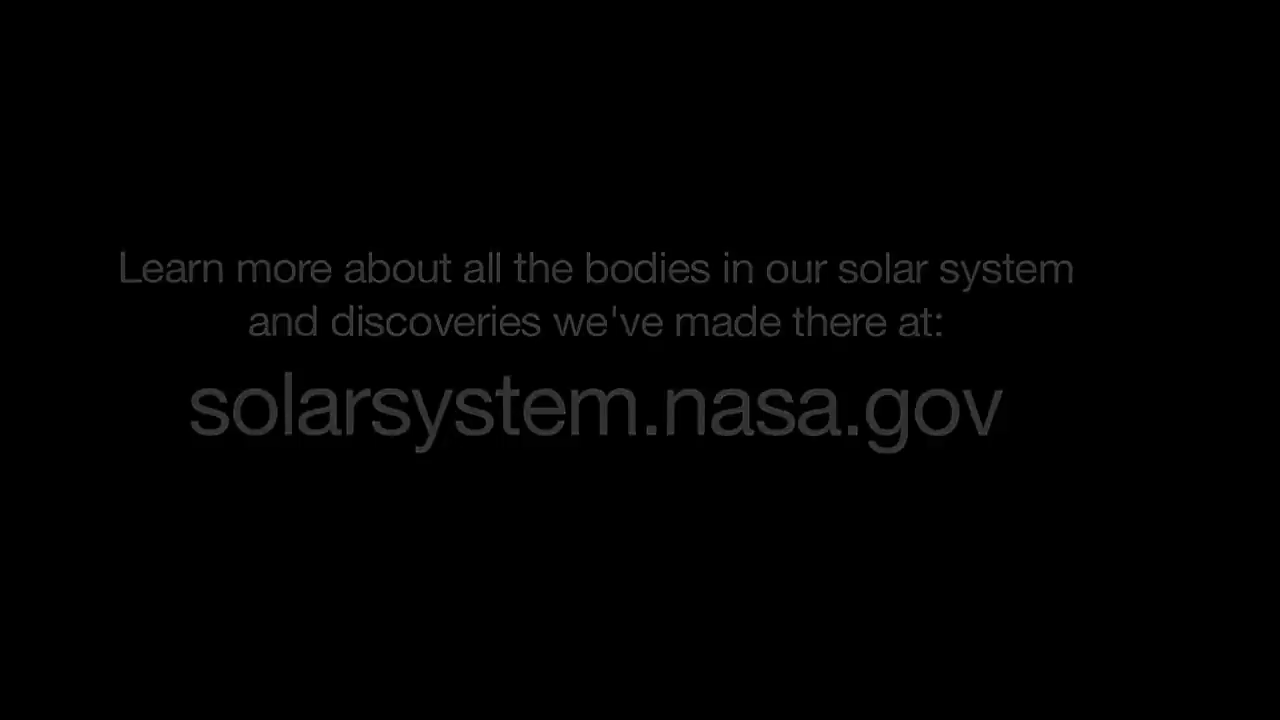 Learn more about all the bodies in our solar system
and discoveries we've made there at:
solarsystem.nasa.gov